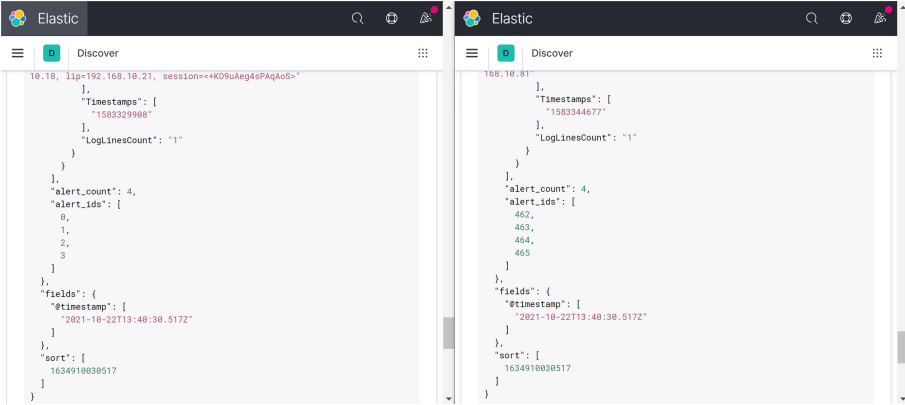 Elastic
D Discover
10.18, lip=192.168.10.21, session=<+KO9uAeg4sPAqAoS>"
],
"Timestamps": [
"1583329908"
],
"LogLinesCount": "1"
}
}
],
"alert_count": 4,
"alert_ids": [
0,
1,
2,
3
]
},
"fields": {
"@timestamp": [
"2021-10-22T13:40:30.517Z"
]
},
"sort": [
1634910030517
]
}
Elastic
D Discover
168.10.81"
],
"Timestamps": [
"1583344677"
],
"LogLinesCount": "1"
}
}
],
"alert_count": 4,
"alert_ids": [
462,
463,
464,
465
]
},
"fields": {
"@timestamp": [
"2021-10-22T13:40:30.517Z"
]
},
"sort": [
1634910030517
]
}